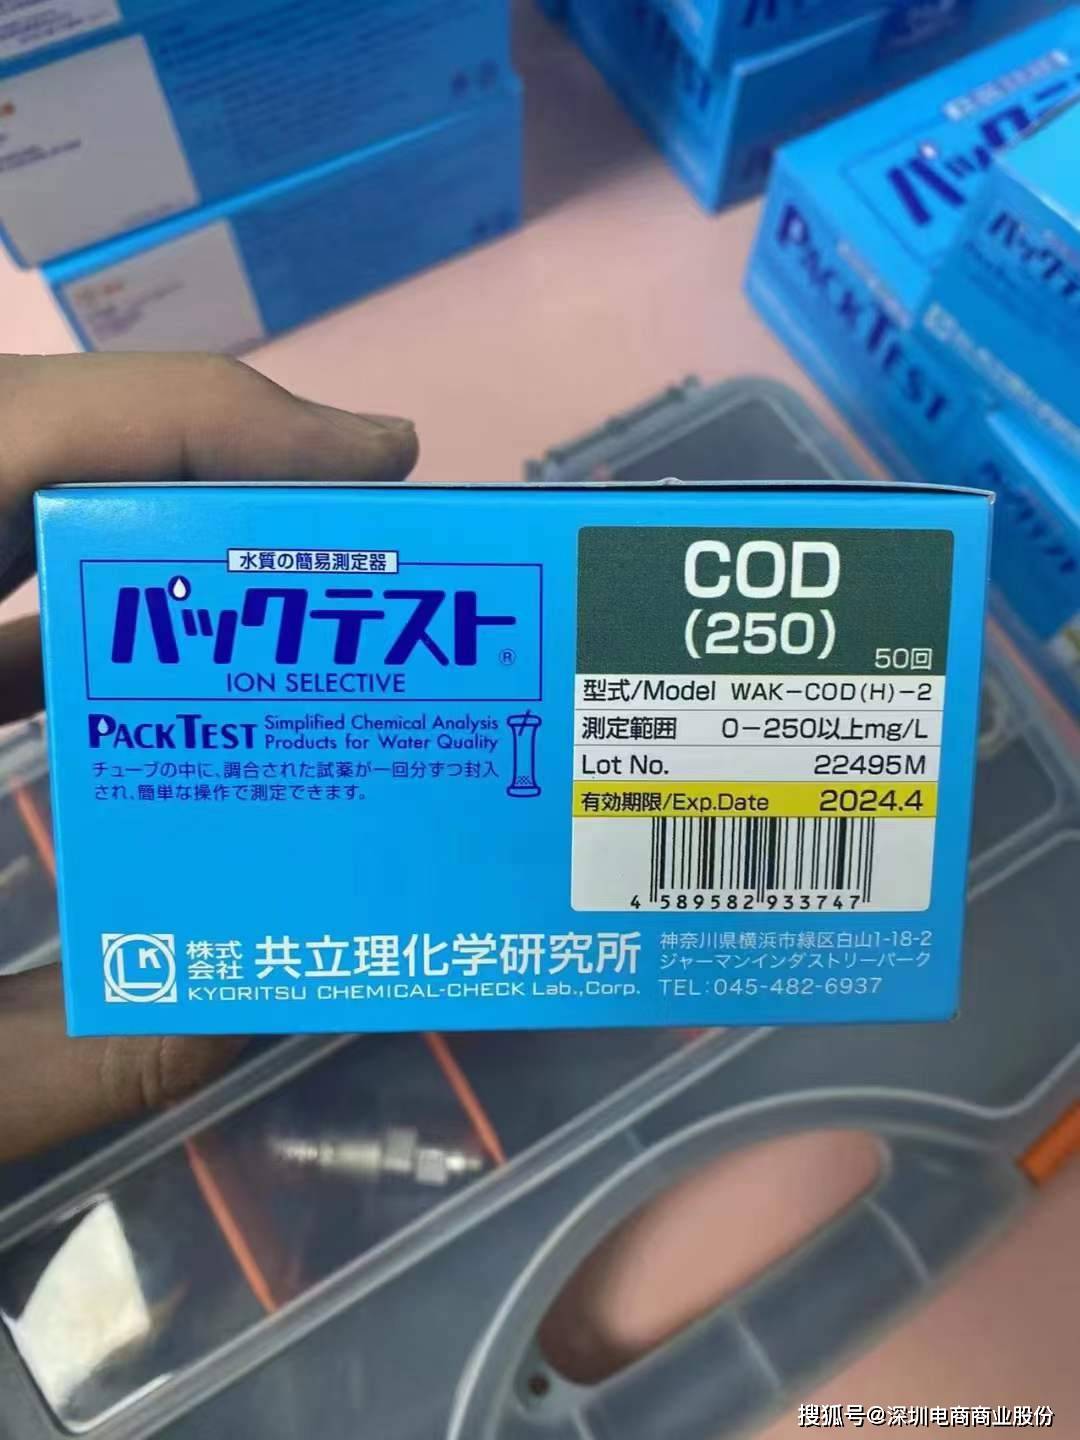 水質の簡易測定器
パックテスト®
ION SELECTIVE
PACKTEST Simplified Chemical Analysis
Products for Water Quality
チューブの中に、調合された試薬が一回分ずつ封入
され、簡単な操作で測定できます。
COD
(250)
50回
型式/Model WAK-COD(H)-2
測定範囲 0-250以上mg/L
Lot No. 22495M
有効期限/Exp.Date 2024.4
4 589582 933747
LK
株式会社 共立理化学研究所
KYORITSU CHEMICAL-CHECK Lab.,Corp.
神奈川県横浜市緑区白山1-18-2
ジャーマンインダストリーパーク
TEL:045-482-6937
パック
PACKTEST
パックテ
搜狐号@深圳电商商业股份